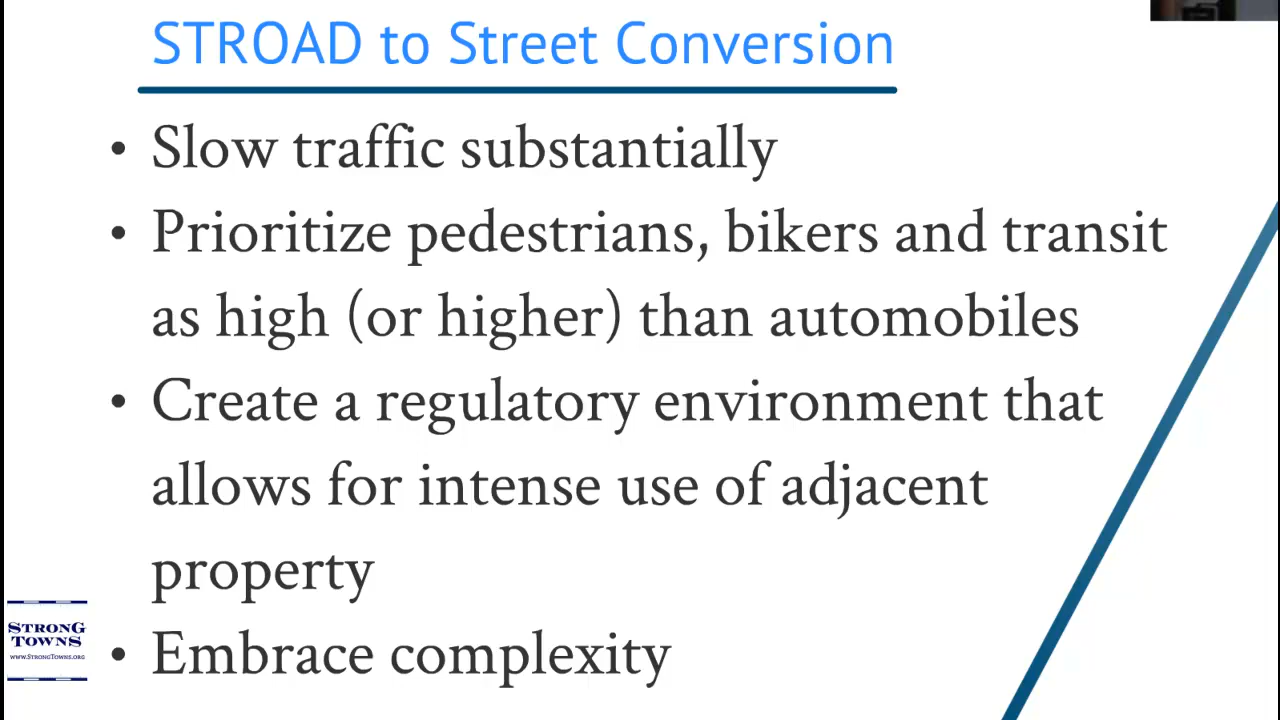 STROAD to Street Conversion
• Slow traffic substantially
• Prioritize pedestrians, bikers and transit
as high (or higher) than automobiles
• Create a regulatory environment that
allows for intense use of adjacent
property
• Embrace complexity
STRONG
TOWNS
www.StrongTowns.org